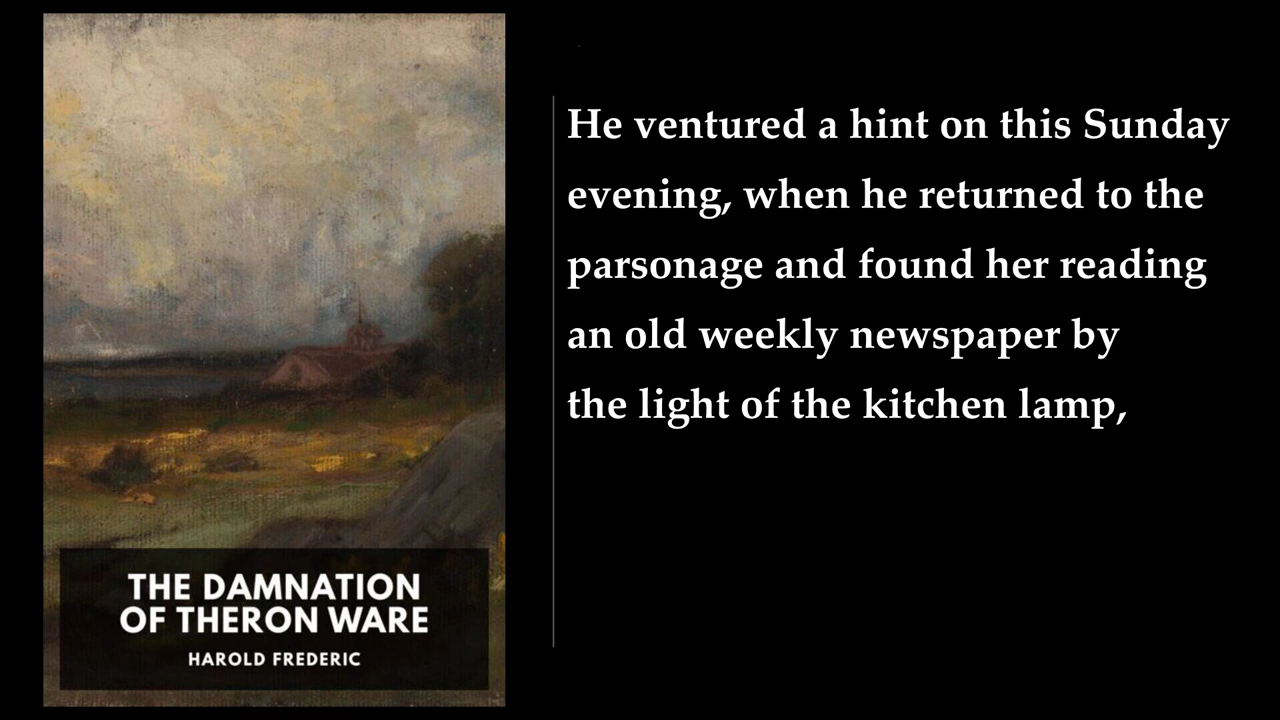 THE DAMNATION
OF THERON WARE
HAROLD FREDERIC
He ventured a hint on this Sunday
evening, when he returned to the
parsonage and found her reading
an old weekly newspaper by
the light of the kitchen lamp,